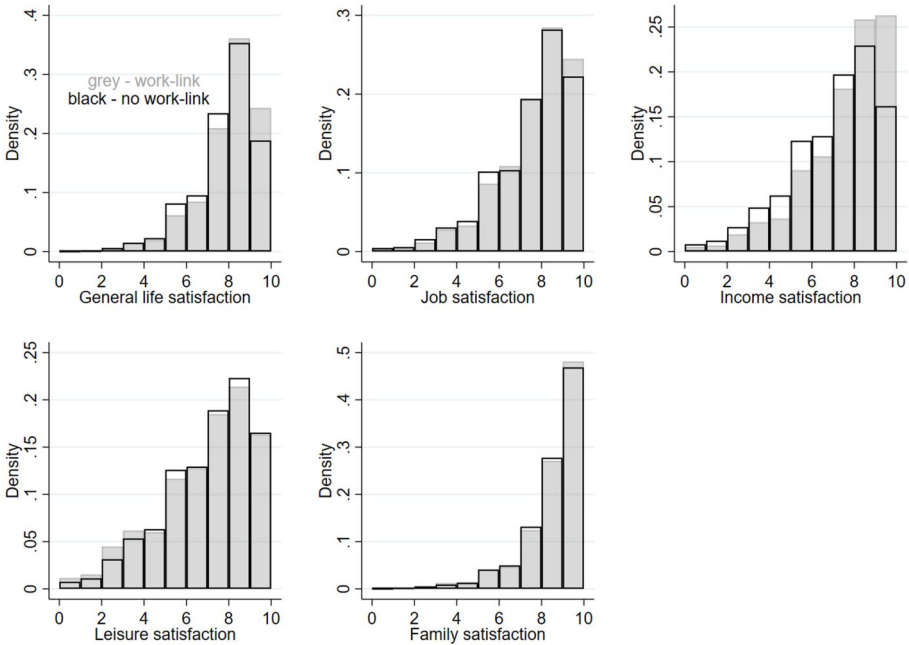 .4
.3
.2
.1
0
Density
grey - work-link
black - no work-link
0 2 4 6 8 10
General life satisfaction
.3
.2
.1
0
Density
0 2 4 6 8 10
Job satisfaction
.25
.2
.15
.1
.05
0
Density
0 2 4 6 8 10
Income satisfaction
.25
.2
.15
.1
.05
0
Density
0 2 4 6 8 10
Leisure satisfaction
.5
.4
.3
.2
.1
0
Density
0 2 4 6 8 10
Family satisfaction